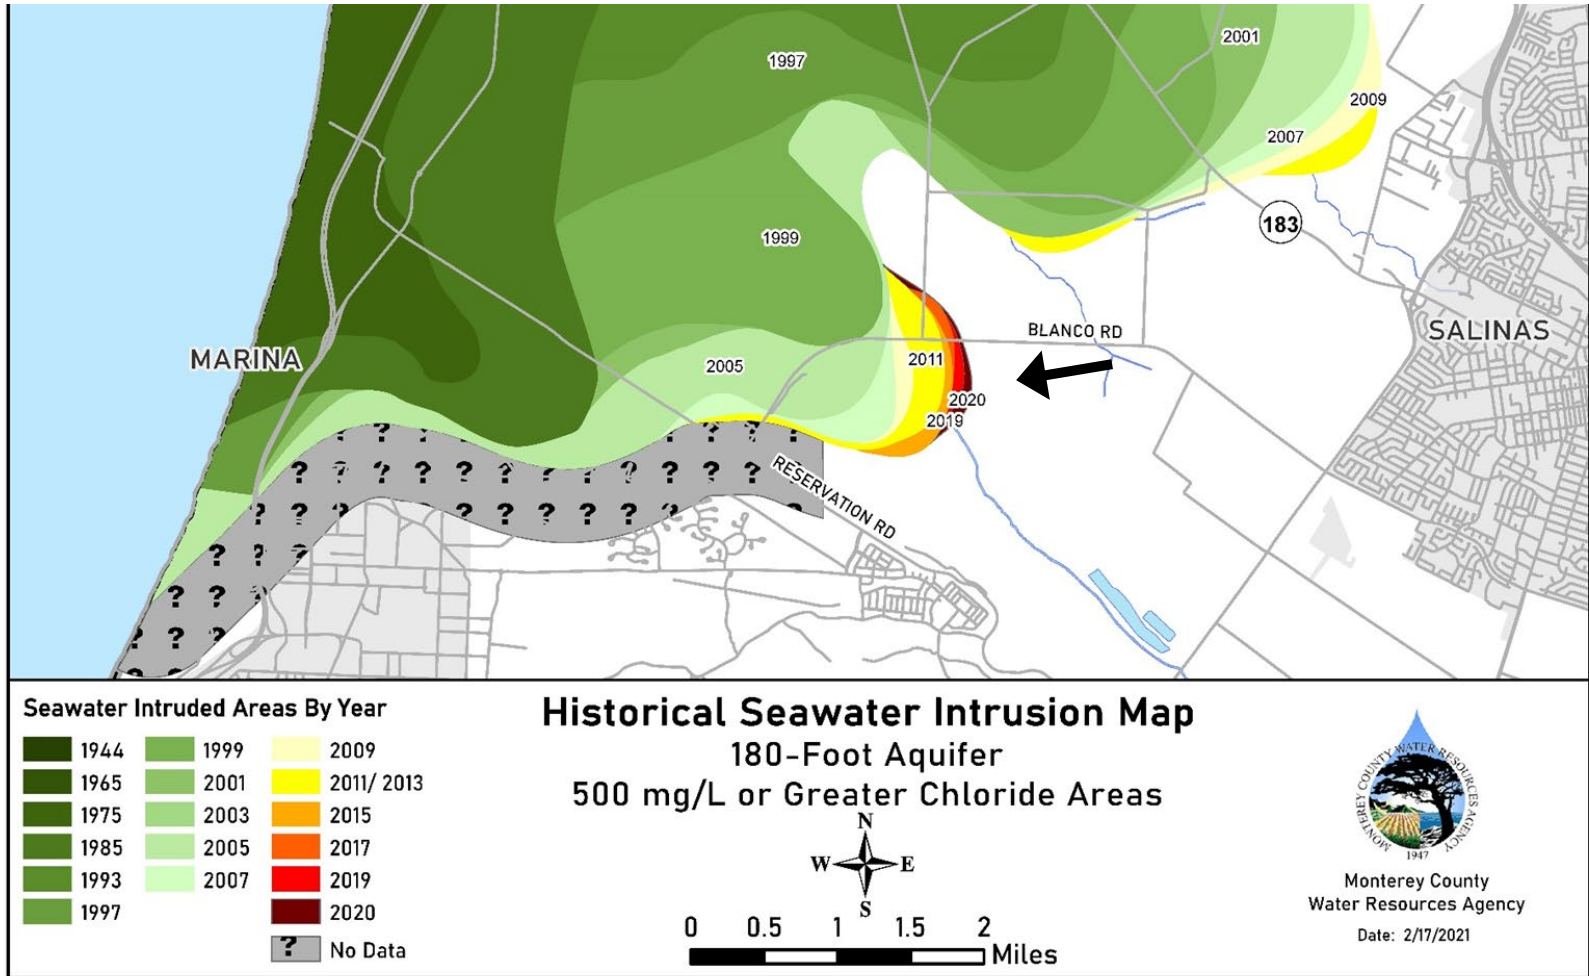 1997
2001
2009
2007
1999
183
BLANCO RD
SALINAS
MARINA
2005
2011
2020
2019
RESERVATION RD
? ? ? ? ? ? ?
? ? ? ? ? ? ? ? ? ? ? ? ?
? ? ? ? ? ? ? ? ? ? ?
? ?
? ?
? ?
?
Seawater Intruded Areas By Year
1944
1965
1975
1985
1993
1997
1999
2001
2003
2005
2007
2009
2011/ 2013
2015
2017
2019
2020
? No Data
Historical Seawater Intrusion Map
180-Foot Aquifer
500 mg/L or Greater Chloride Areas
N
W E
S
0 0.5 1 1.5 2
Miles
MONTEREY COUNTY WATER RESOURCES AGENCY
1947
Monterey County
Water Resources Agency
Date: 2/17/2021